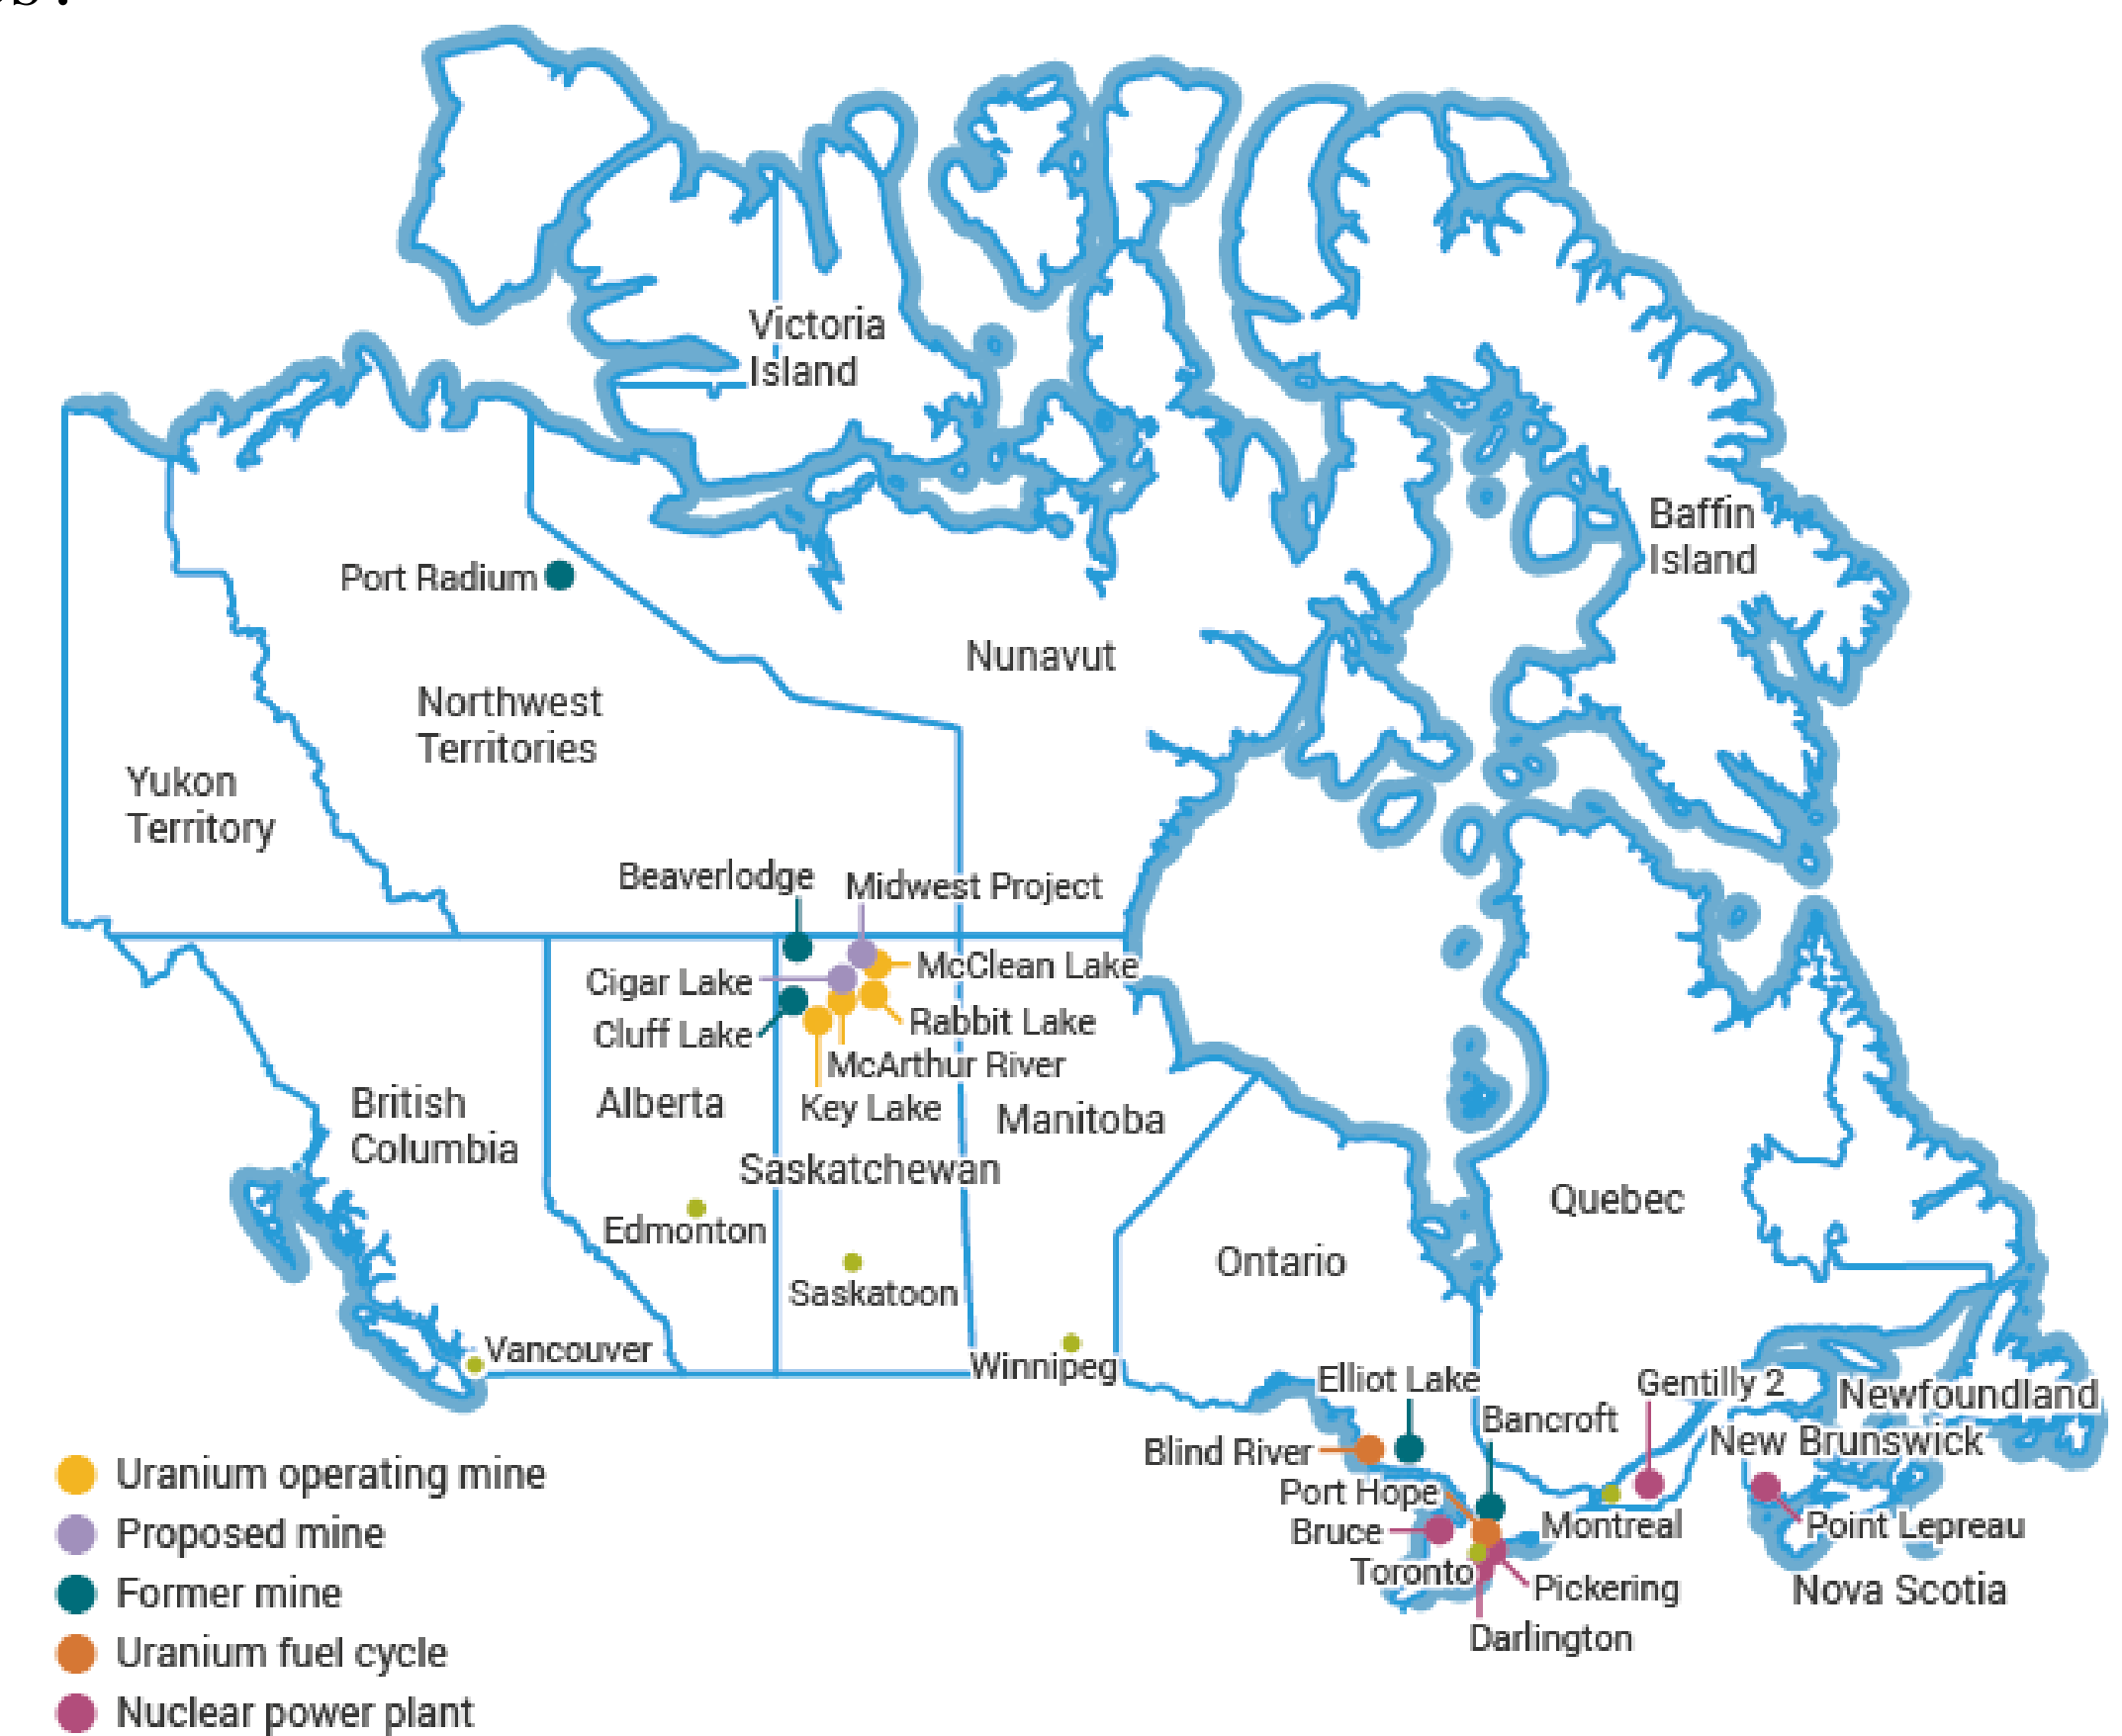 Victoria
Island
Baffin
Island
Port Radium
Nunavut
Northwest
Territories
Yukon
Territory
Beaverlodge
Midwest Project
McClean Lake
Cigar Lake
Rabbit Lake
Cluff Lake
McArthur River
Key Lake
British
Columbia
Alberta
Manitoba
Saskatchewan
Quebec
Edmonton
Ontario
Saskatoon
Vancouver
Winnipeg
Elliot Lake
Gentilly 2
Newfoundland
Bancroft
New Brunswick
Blind River
Port Hope
Bruce
Montreal
Point Lepreau
Toronto
Pickering
Nova Scotia
Darlington
Uranium operating mine
Proposed mine
Former mine
Uranium fuel cycle
Nuclear power plant